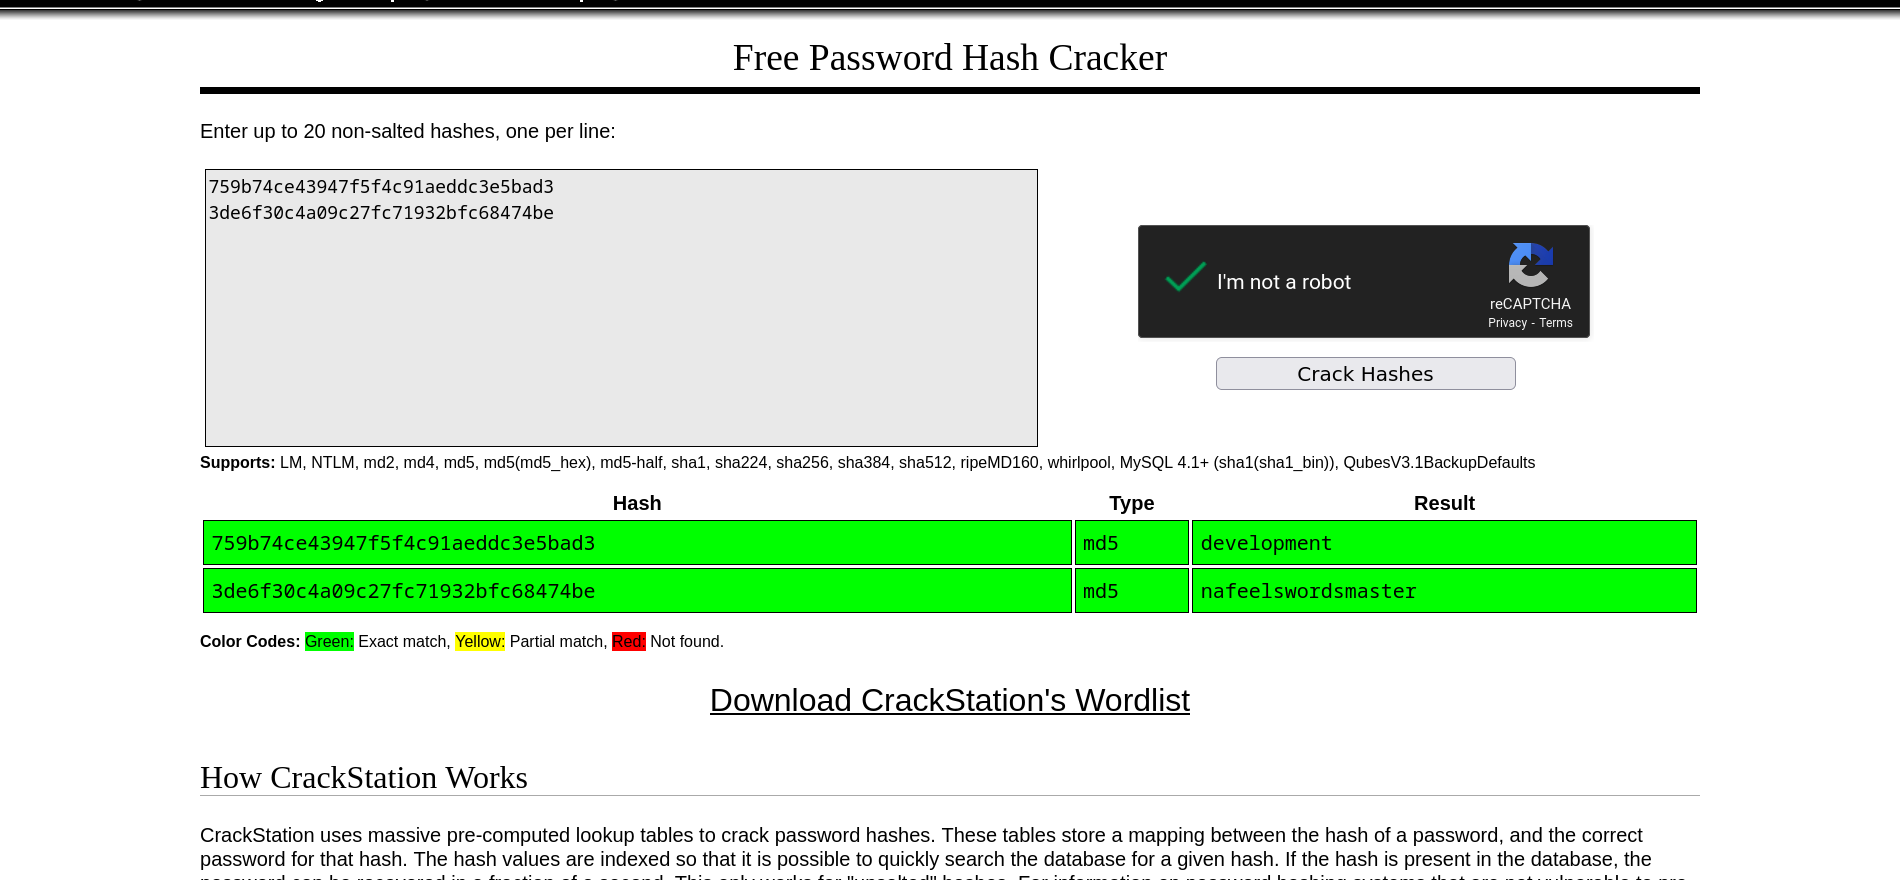 Free Password Hash Cracker
Enter up to 20 non-salted hashes, one per line:
759b74ce43947f5f4c91aeddc3e5bad3
3de6f30c4a09c27fc71932bfc68474be
I'm not a robot
reCAPTCHA
Privacy - Terms
Crack Hashes
Supports: LM, NTLM, md2, md4, md5, md5(md5_hex), md5-half, sha1, sha224, sha256, sha384, sha512, ripeMD160, whirlpool, MySQL 4.1+ (sha1(sha1_bin)), QubesV3.1BackupDefaults
Hash Type Result
759b74ce43947f5f4c91aeddc3e5bad3 md5 development
3de6f30c4a09c27fc71932bfc68474be md5 nafeelswordsmaster
Color Codes: Green: Exact match, Yellow: Partial match, Red: Not found.
Download CrackStation's Wordlist
How CrackStation Works
CrackStation uses massive pre-computed lookup tables to crack password hashes. These tables store a mapping between the hash of a password, and the correct
password for that hash. The hash values are indexed so that it is possible to quickly search the database for a given hash. If the hash is present in the database, the